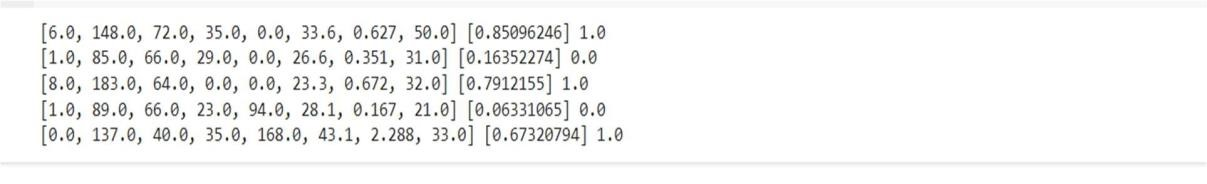 [6.0, 148.0, 72.0, 35.0, 0.0, 33.6, 0.627, 50.0] [0.85096246] 1.0
[1.0, 85.0, 66.0, 29.0, 0.0, 26.6, 0.351, 31.0] [0.16352274] 0.0
[8.0, 183.0, 64.0, 0.0, 0.0, 23.3, 0.672, 32.0] [0.7912155] 1.0
[1.0, 89.0, 66.0, 23.0, 94.0, 28.1, 0.167, 21.0] [0.06331065] 0.0
[0.0, 137.0, 40.0, 35.0, 168.0, 43.1, 2.288, 33.0] [0.67320794] 1.0